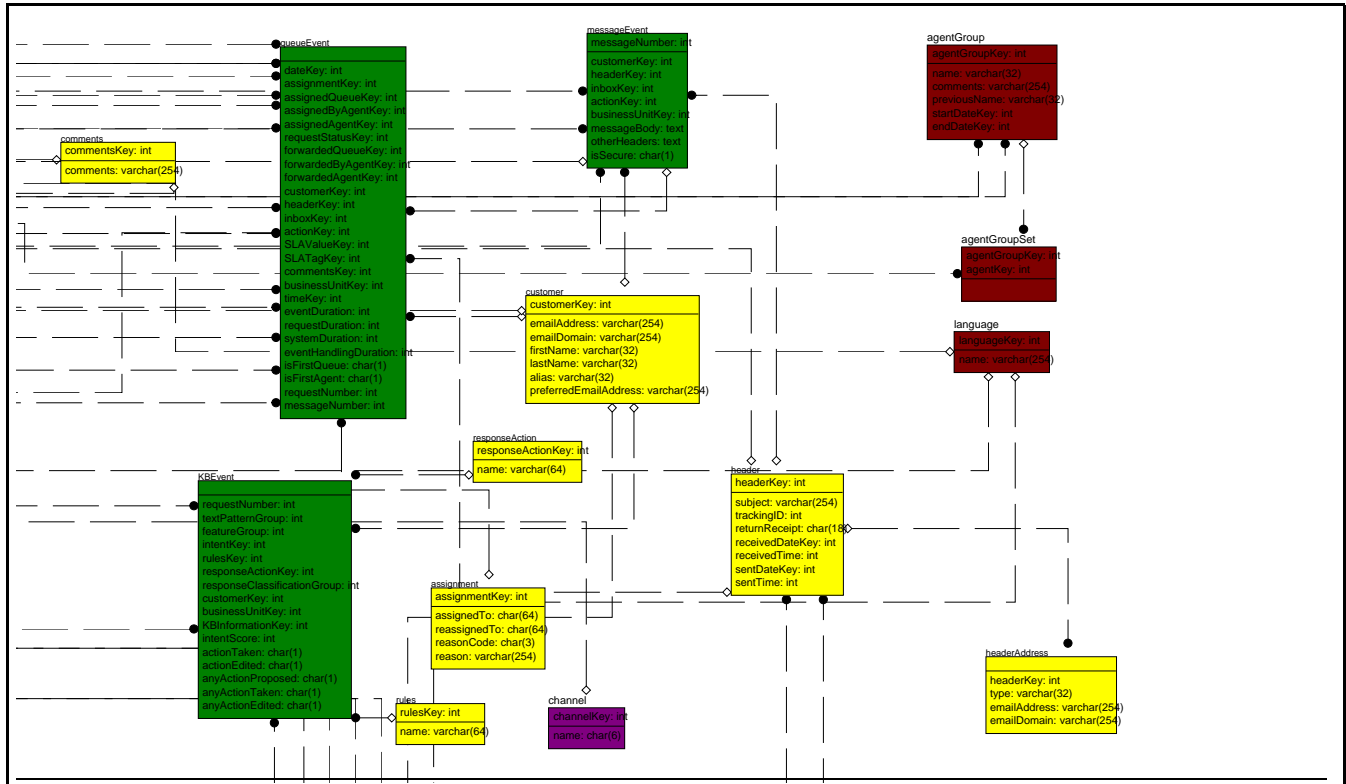 queueEvent
dateKey: int
assignmentKey: int
assignedQueueKey: int
assignedByAgentKey: int
assignedAgentKey: int
requestStatusKey: int
forwardedQueueKey: int
forwardedByAgentKey: int
forwardedAgentKey: int
customerKey: int
headerKey: int
inboxKey: int
actionKey: int
SLAValueKey: int
SLATagKey: int
commentsKey: int
businessUnitKey: int
timeKey: int
eventDuration: int
requestDuration: int
systemDuration: int
eventHandlingDuration: int
isFirstQueue: char(1)
isFirstAgent: char(1)
requestNumber: int
messageNumber: int
messageEvent
messageNumber: int
customerKey: int
headerKey: int
inboxKey: int
actionKey: int
businessUnitKey: int
messageBody: text
otherHeaders: text
isSecure: char(1)
agentGroup
agentGroupKey: int
name: varchar(32)
comments: varchar(254)
previousName: varchar(32)
startDateKey: int
endDateKey: int
comments
commentsKey: int
comments: varchar(254)
agentGroupSet
agentGroupKey: int
agentKey: int
customer
customerKey: int
emailAddress: varchar(254)
emailDomain: varchar(254)
firstName: varchar(32)
lastName: varchar(32)
alias: varchar(32)
preferredEmailAddress: varchar(254)
language
languageKey: int
name: varchar(254)
responseAction
responseActionKey: int
name: varchar(64)
KBEvent
requestNumber: int
textPatternGroup: int
featureGroup: int
intentKey: int
rulesKey: int
responseActionKey: int
responseClassificationGroup: int
customerKey: int
businessUnitKey: int
KBInformationKey: int
intentScore: int
actionTaken: char(1)
actionEdited: char(1)
anyActionProposed: char(1)
anyActionTaken: char(1)
anyActionEdited: char(1)
header
headerKey: int
subject: varchar(254)
trackingID: int
returnReceipt: char(18)
receivedDateKey: int
receivedTime: int
sentDateKey: int
sentTime: int
assignment
assignmentKey: int
assignedTo: char(64)
reassignedTo: char(64)
reasonCode: char(3)
reason: varchar(254)
headerAddress
headerKey: int
type: varchar(32)
emailAddress: varchar(254)
emailDomain: varchar(254)
rules
rulesKey: int
name: varchar(64)
channel
channelKey: int
name: char(6)